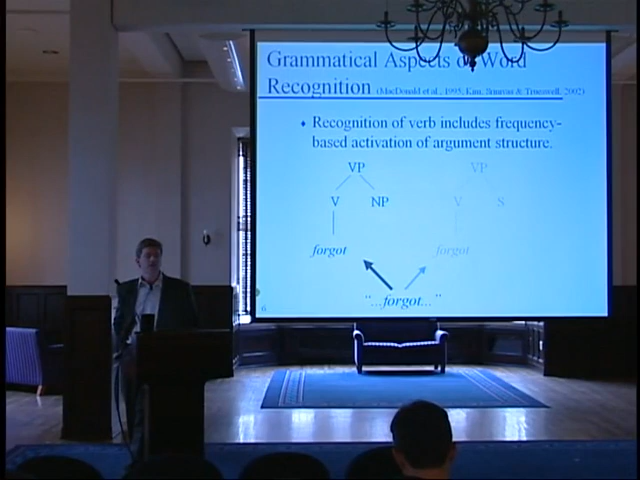 Grammatical Aspects of Word
Recognition (MacDonald et al., 1995; Kim, Srinivas & Trueswell, 2002)
♦ Recognition of verb includes frequency-
based activation of argument structure.
VP VP
V NP V S
forgot forgot
"...forgot..."
6